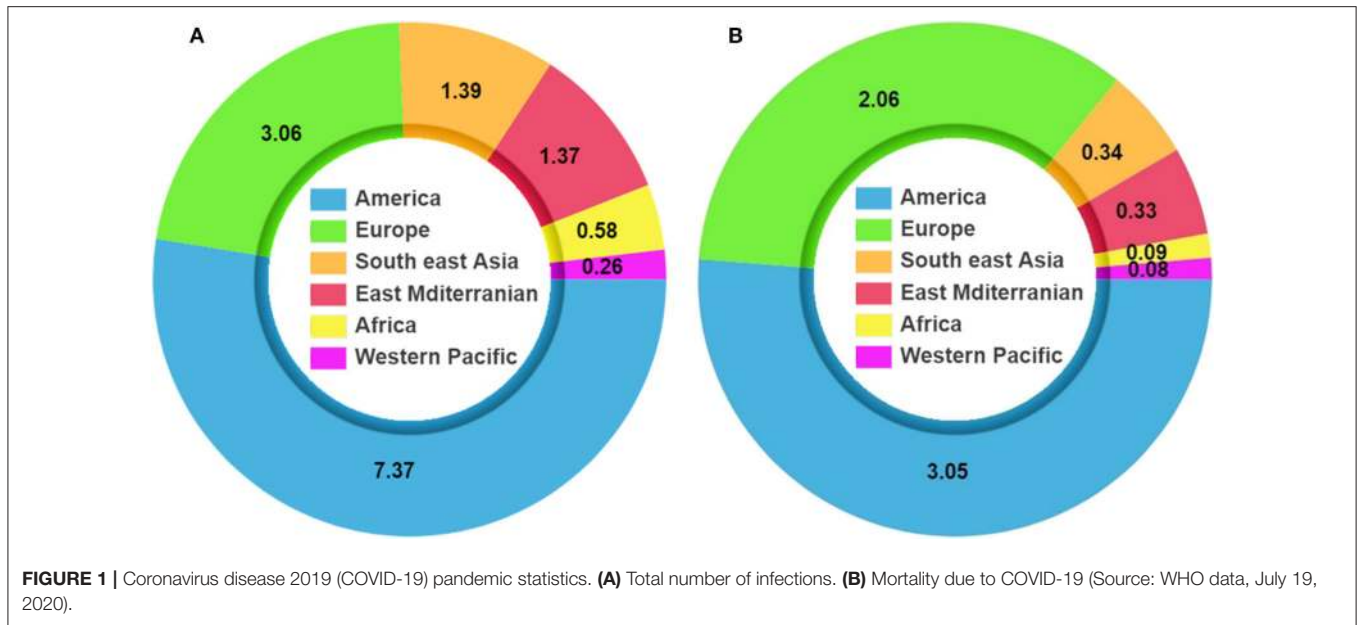 A
3.06
1.39
1.37
0.58
0.26
7.37
America
Europe
South east Asia
East Mditerranian
Africa
Western Pacific
B
2.06
0.34
0.33
0.09
0.08
3.05
America
Europe
South east Asia
East Mditerranian
Africa
Western Pacific
FIGURE 1 | Coronavirus disease 2019 (COVID-19) pandemic statistics. (A) Total number of infections. (B) Mortality due to COVID-19 (Source: WHO data, July 19,
2020).